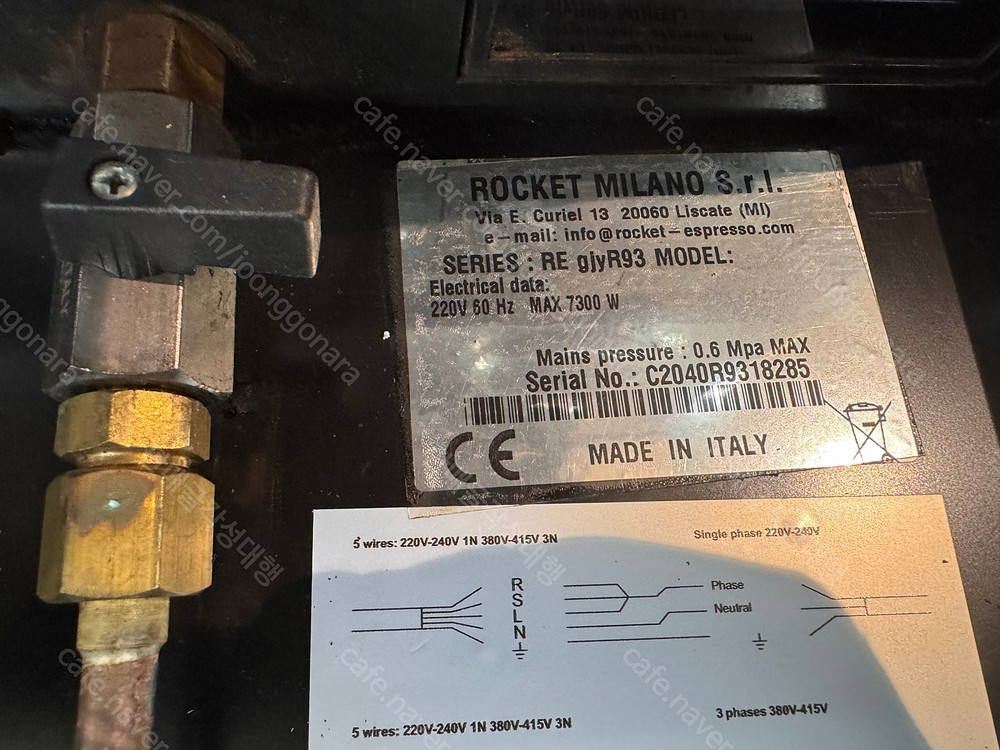 ROCKET MILANO S.r.l.
Via E. Curiel 13 20060 Liscate (MI)
e-mail: info@rocket-espresso.com
SERIES : RE gjyR93 MODEL:
Electrical data:
220V 60 Hz MAX 7300 W
Mains pressure : 0.6 Mpa MAX
Serial No.: C2040R9318285
CE
MADE IN ITALY
5 wires: 220V-240V 1N 380V-415V 3N
Single phase 220V-240V
R
S
L
N
Phase
Neutral
5 wires: 220V-240V 1N 380V-415V 3N
3 phases 380V-415V
cafe.naver.com/joonggonara